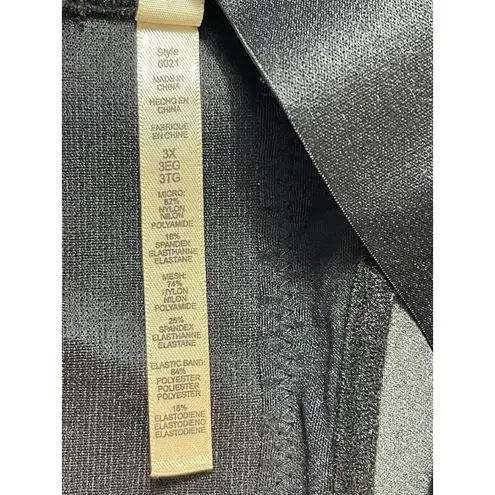 Style
0021
MADE IN
CHINA
HECHO EN
CHINA
FABRIQUE
EN CHINE
3X
3EG
3TG
MICRO:
82%
NYLON
NILON
POLYAMIDE
18%
SPANDEX
ELASTHANNE
ELASTANE
MESH:
74%
NYLON
NILON
POLYAMIDE
26%
SPANDEX
ELASTHANNE
ELASTANE
ELASTIC BAND:
84%
POLYESTER
POLIESTER
POLYESTER
16%
ELASTODIENE
ELASTODIENO
ELASTODIENE